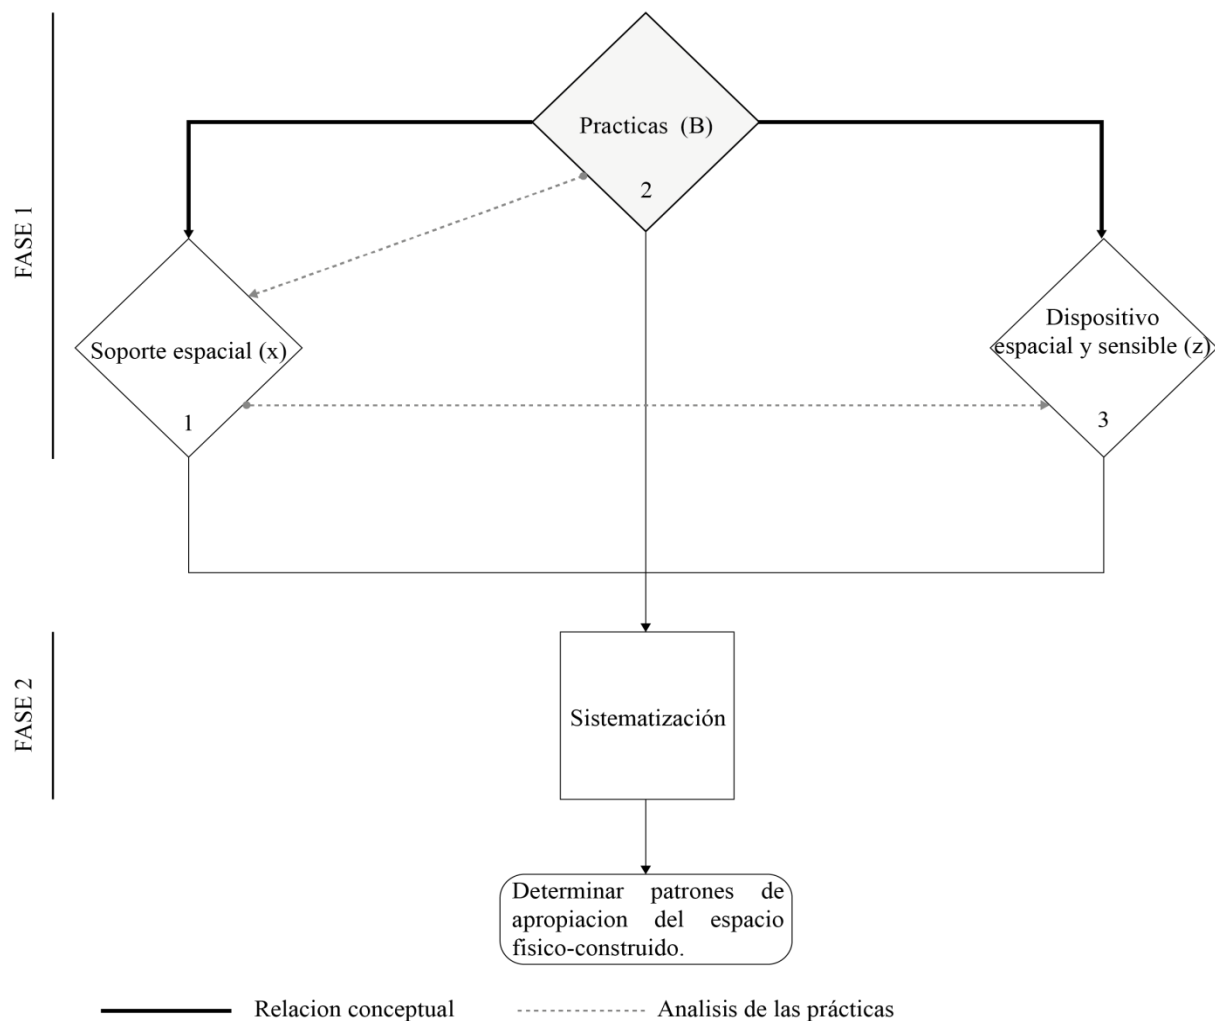 FASE 1
Practicas (B)
2
Soporte espacial (x)
1
Dispositivo
espacial y sensible (z)
3
FASE 2
Sistematización
Determinar patrones de
apropiacion del espacio
fisico-construido.
Relacion conceptual
Analisis de las prácticas